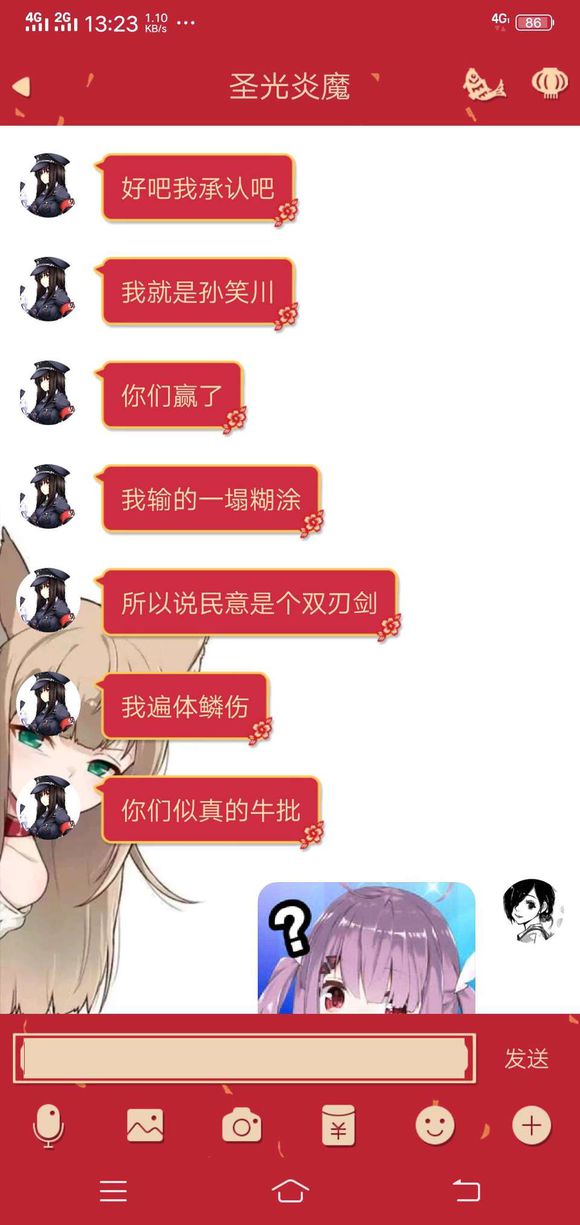 4G 2G 13:23 1.10 KB/s ··· 4G 86
圣光炎魔
好吧我承认吧
我就是孙笑川
你们赢了
我输的一塌糊涂
所以说民意是个双刃剑
我遍体鳞伤
你们似真的牛批
?
发送
¥